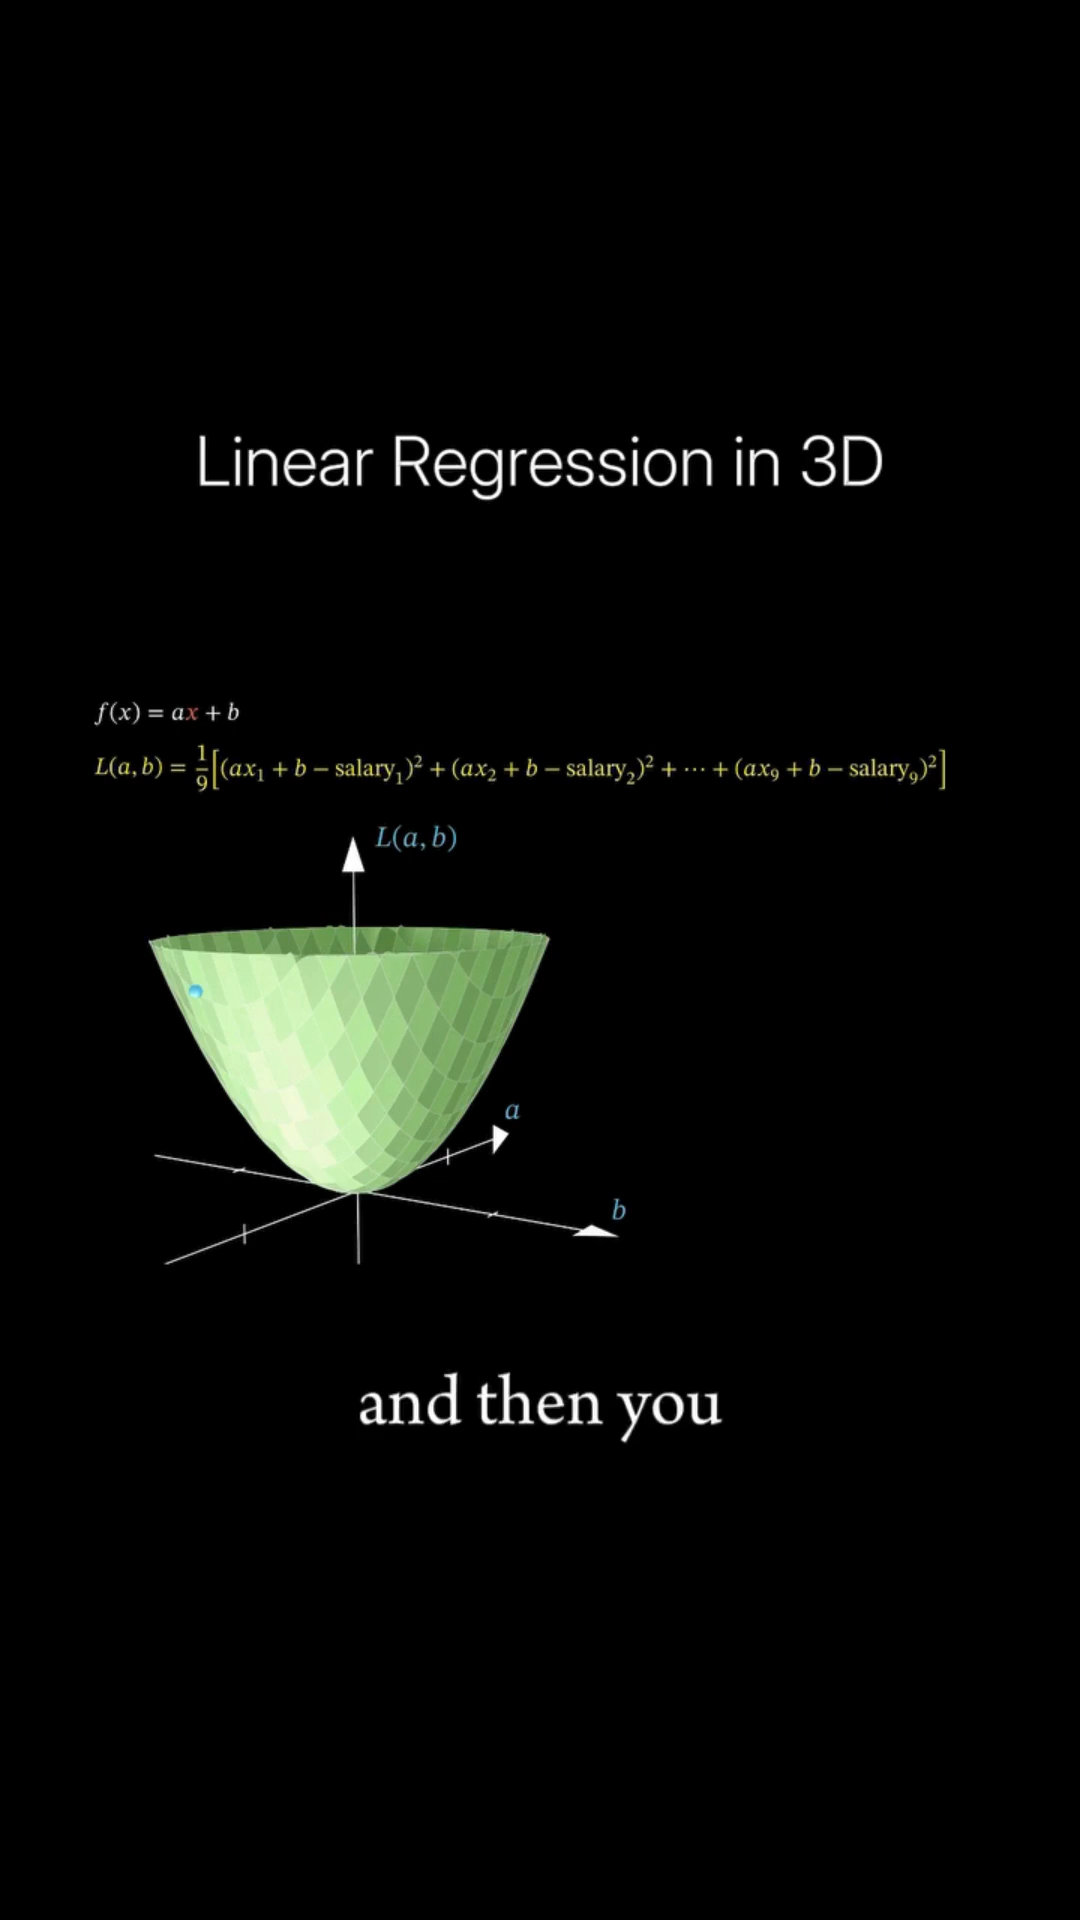 Linear Regression in 3D
f(x) = ax + b
L(a, b) = 1/9[(ax₁ + b − salary₁)² + (ax₂ + b − salary₂)² + ⋯ + (ax₉ + b − salary₉)²]
L(a, b)
a
b
and then you